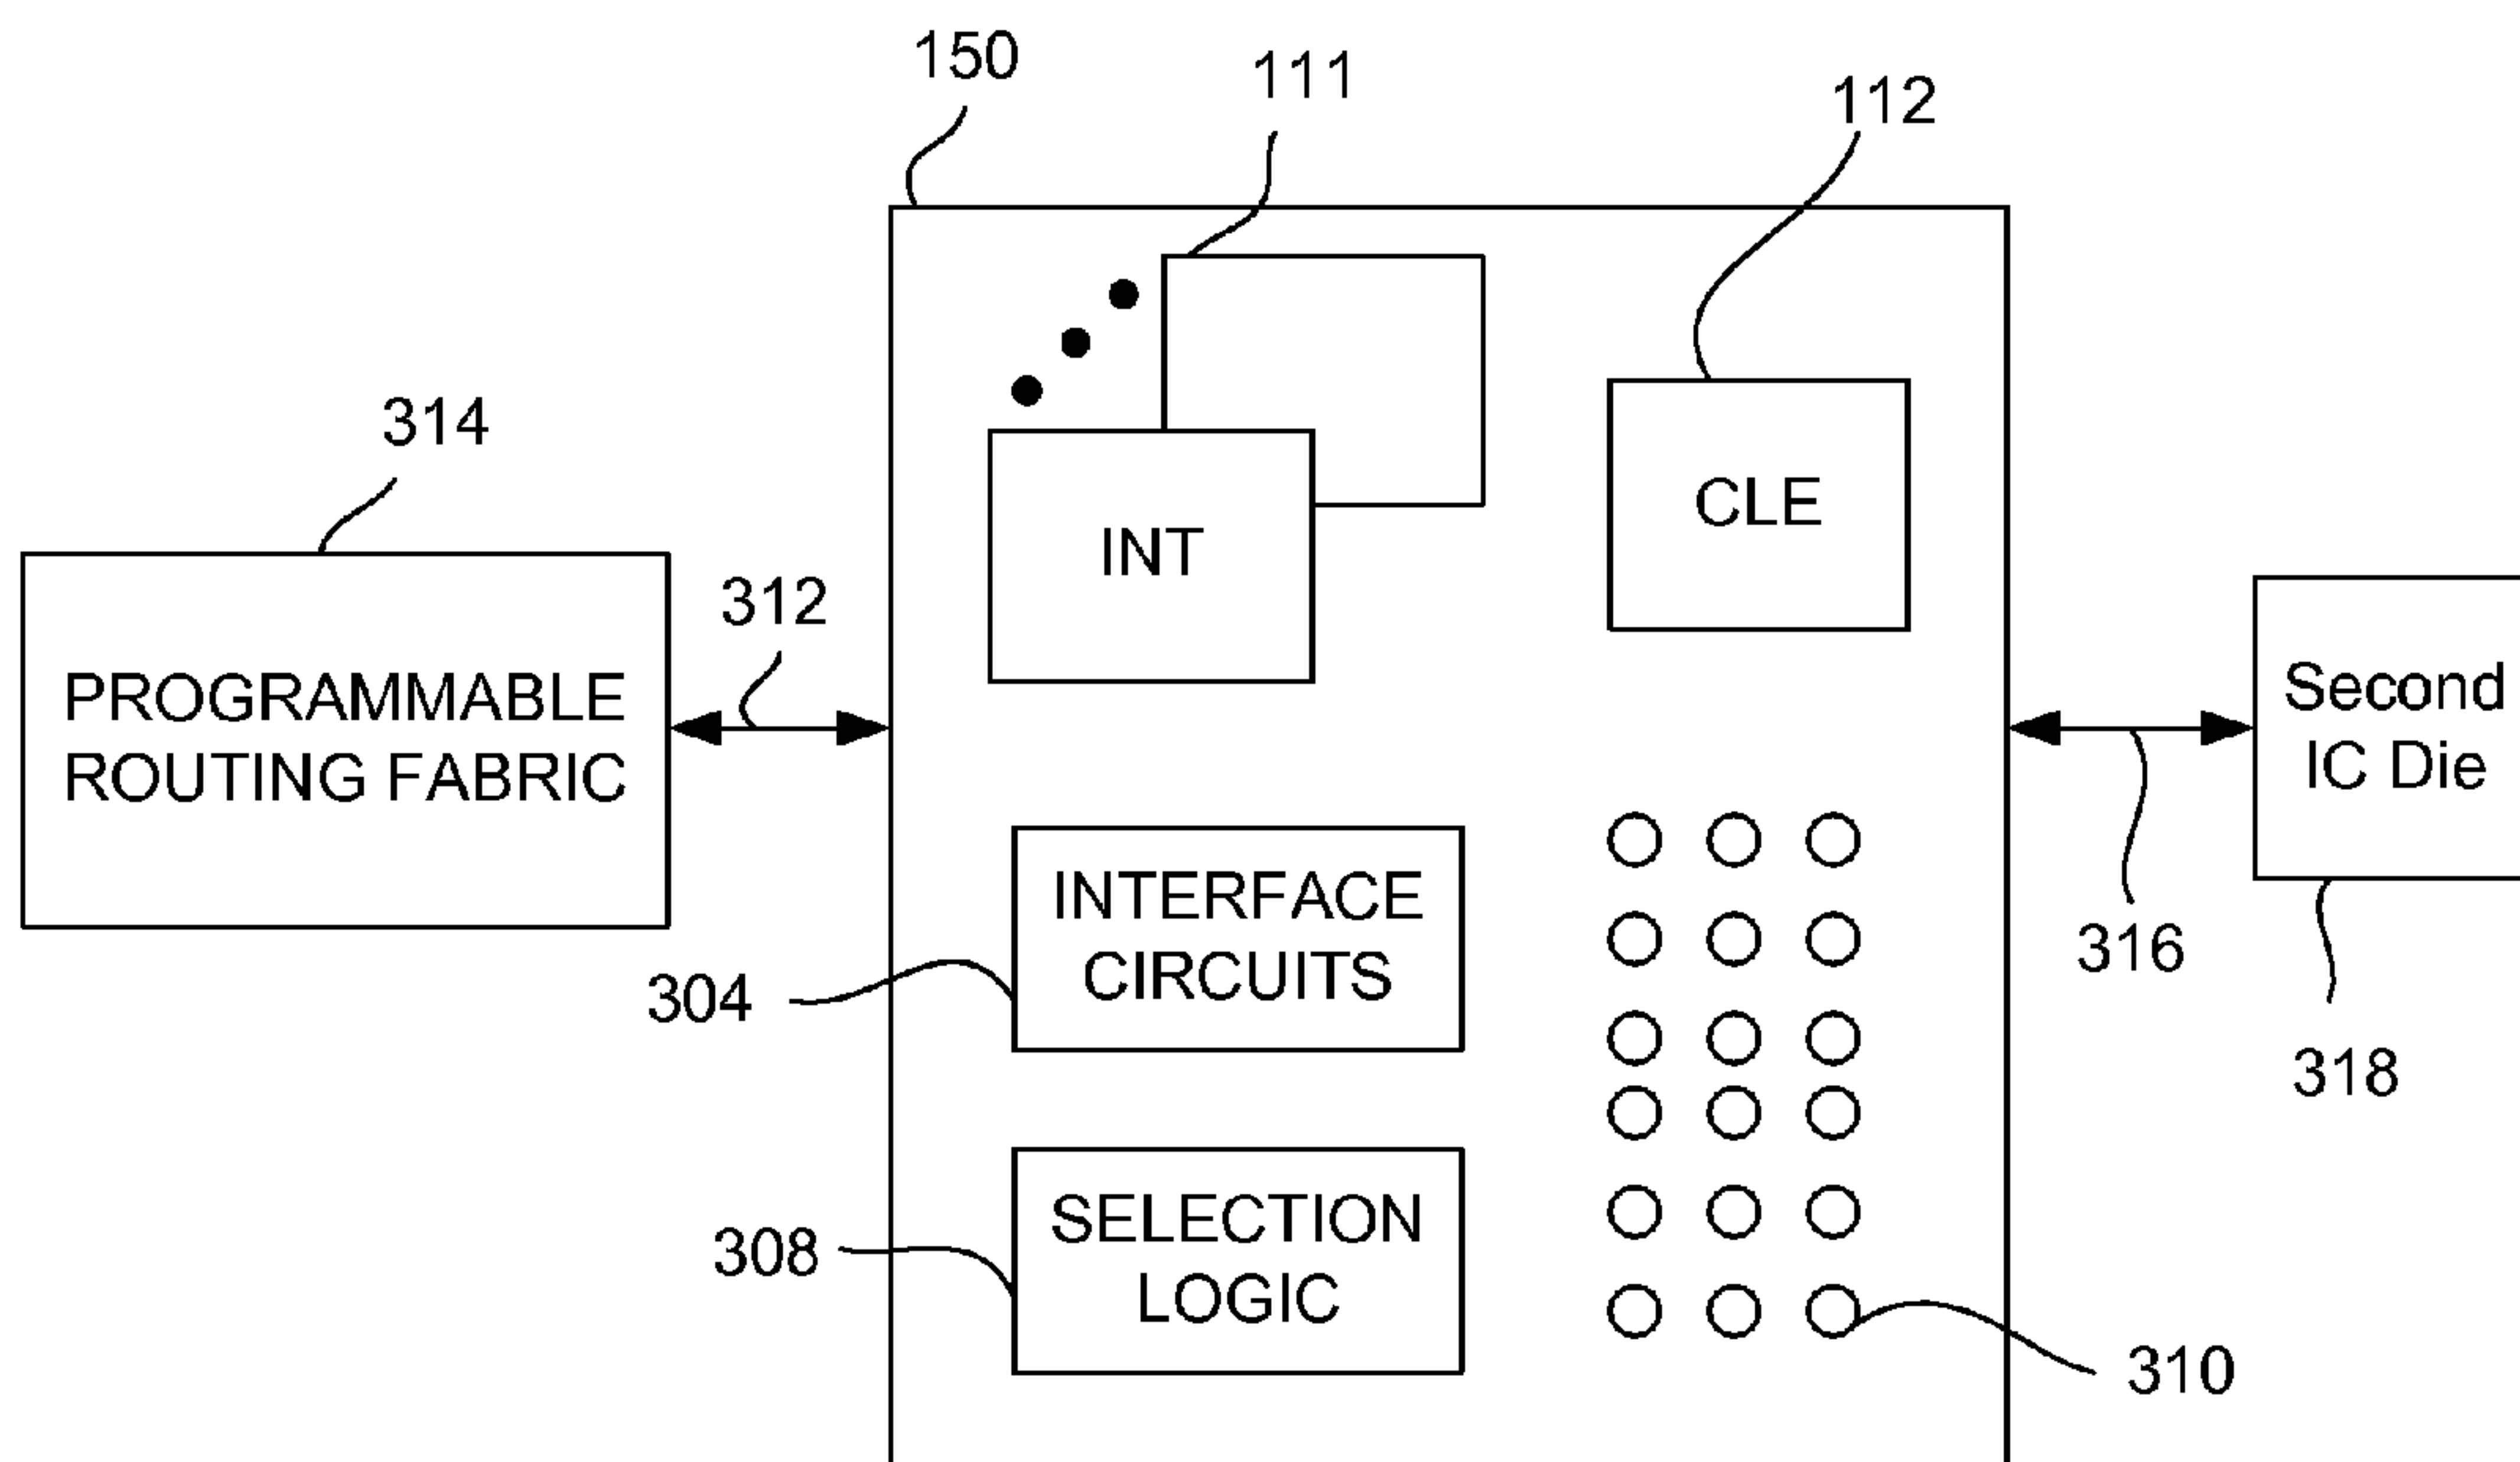 150
111
112
314
312
INT
CLE
PROGRAMMABLE
ROUTING FABRIC
Second
IC Die
INTERFACE
CIRCUITS
304
316
318
SELECTION
LOGIC
308
310